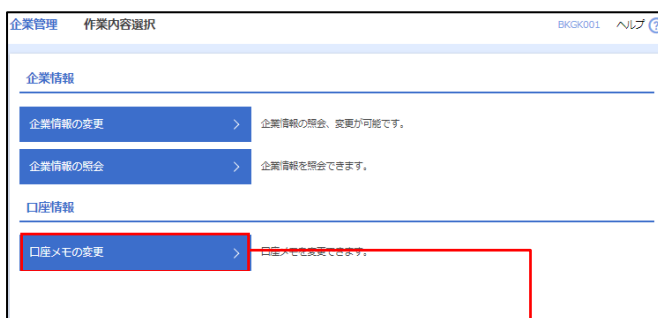 企業管理 作業内容選択 BKGK001 ヘルプ ?
企業情報
企業情報の変更 企業情報の照会、変更が可能です。
企業情報の照会 企業情報を照会できます。
口座情報
口座メモの変更 口座メモを変更できます。